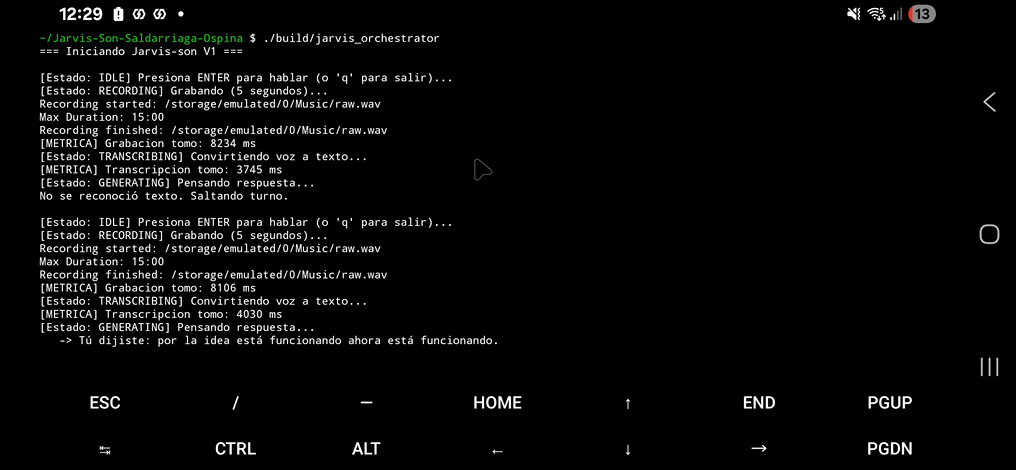 12:29
13
~/Jarvis-Son-Saldarriaga-Ospina $ ./build/jarvis_orchestrator
=== Iniciando Jarvis-son V1 ===
[Estado: IDLE] Presiona ENTER para hablar (o 'q' para salir)...
[Estado: RECORDING] Grabando (5 segundos)...
Recording started: /storage/emulated/0/Music/raw.wav
Max Duration: 15:00
Recording finished: /storage/emulated/0/Music/raw.wav
[METRICA] Grabacion tomo: 8234 ms
[Estado: TRANSCRIBING] Convirtiendo voz a texto...
[METRICA] Transcripcion tomo: 3745 ms
[Estado: GENERATING] Pensando respuesta...
No se reconoció texto. Saltando turno.
[Estado: IDLE] Presiona ENTER para hablar (o 'q' para salir)...
[Estado: RECORDING] Grabando (5 segundos)...
Recording started: /storage/emulated/0/Music/raw.wav
Max Duration: 15:00
Recording finished: /storage/emulated/0/Music/raw.wav
[METRICA] Grabacion tomo: 8106 ms
[Estado: TRANSCRIBING] Convirtiendo voz a texto...
[METRICA] Transcripcion tomo: 4030 ms
[Estado: GENERATING] Pensando respuesta...
-> Tú dijiste: por la idea está funcionando ahora está funcionando.
ESC / — HOME ↑ END PGUP
↹ CTRL ALT ← ↓ → PGDN